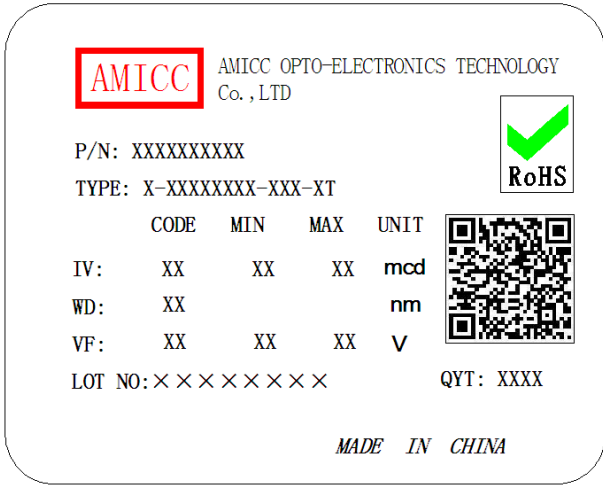 AMICC
AMICC OPTO-ELECTRONICS TECHNOLOGY
Co.,LTD
RoHS
P/N: XXXXXXXXXX
TYPE: X-XXXXXXXX-XXX-XT
CODE MIN MAX UNIT
IV: XX XX XX mcd
WD: XX nm
VF: XX XX XX V
LOT NO:××××××××
QYT: XXXX
MADE IN CHINA